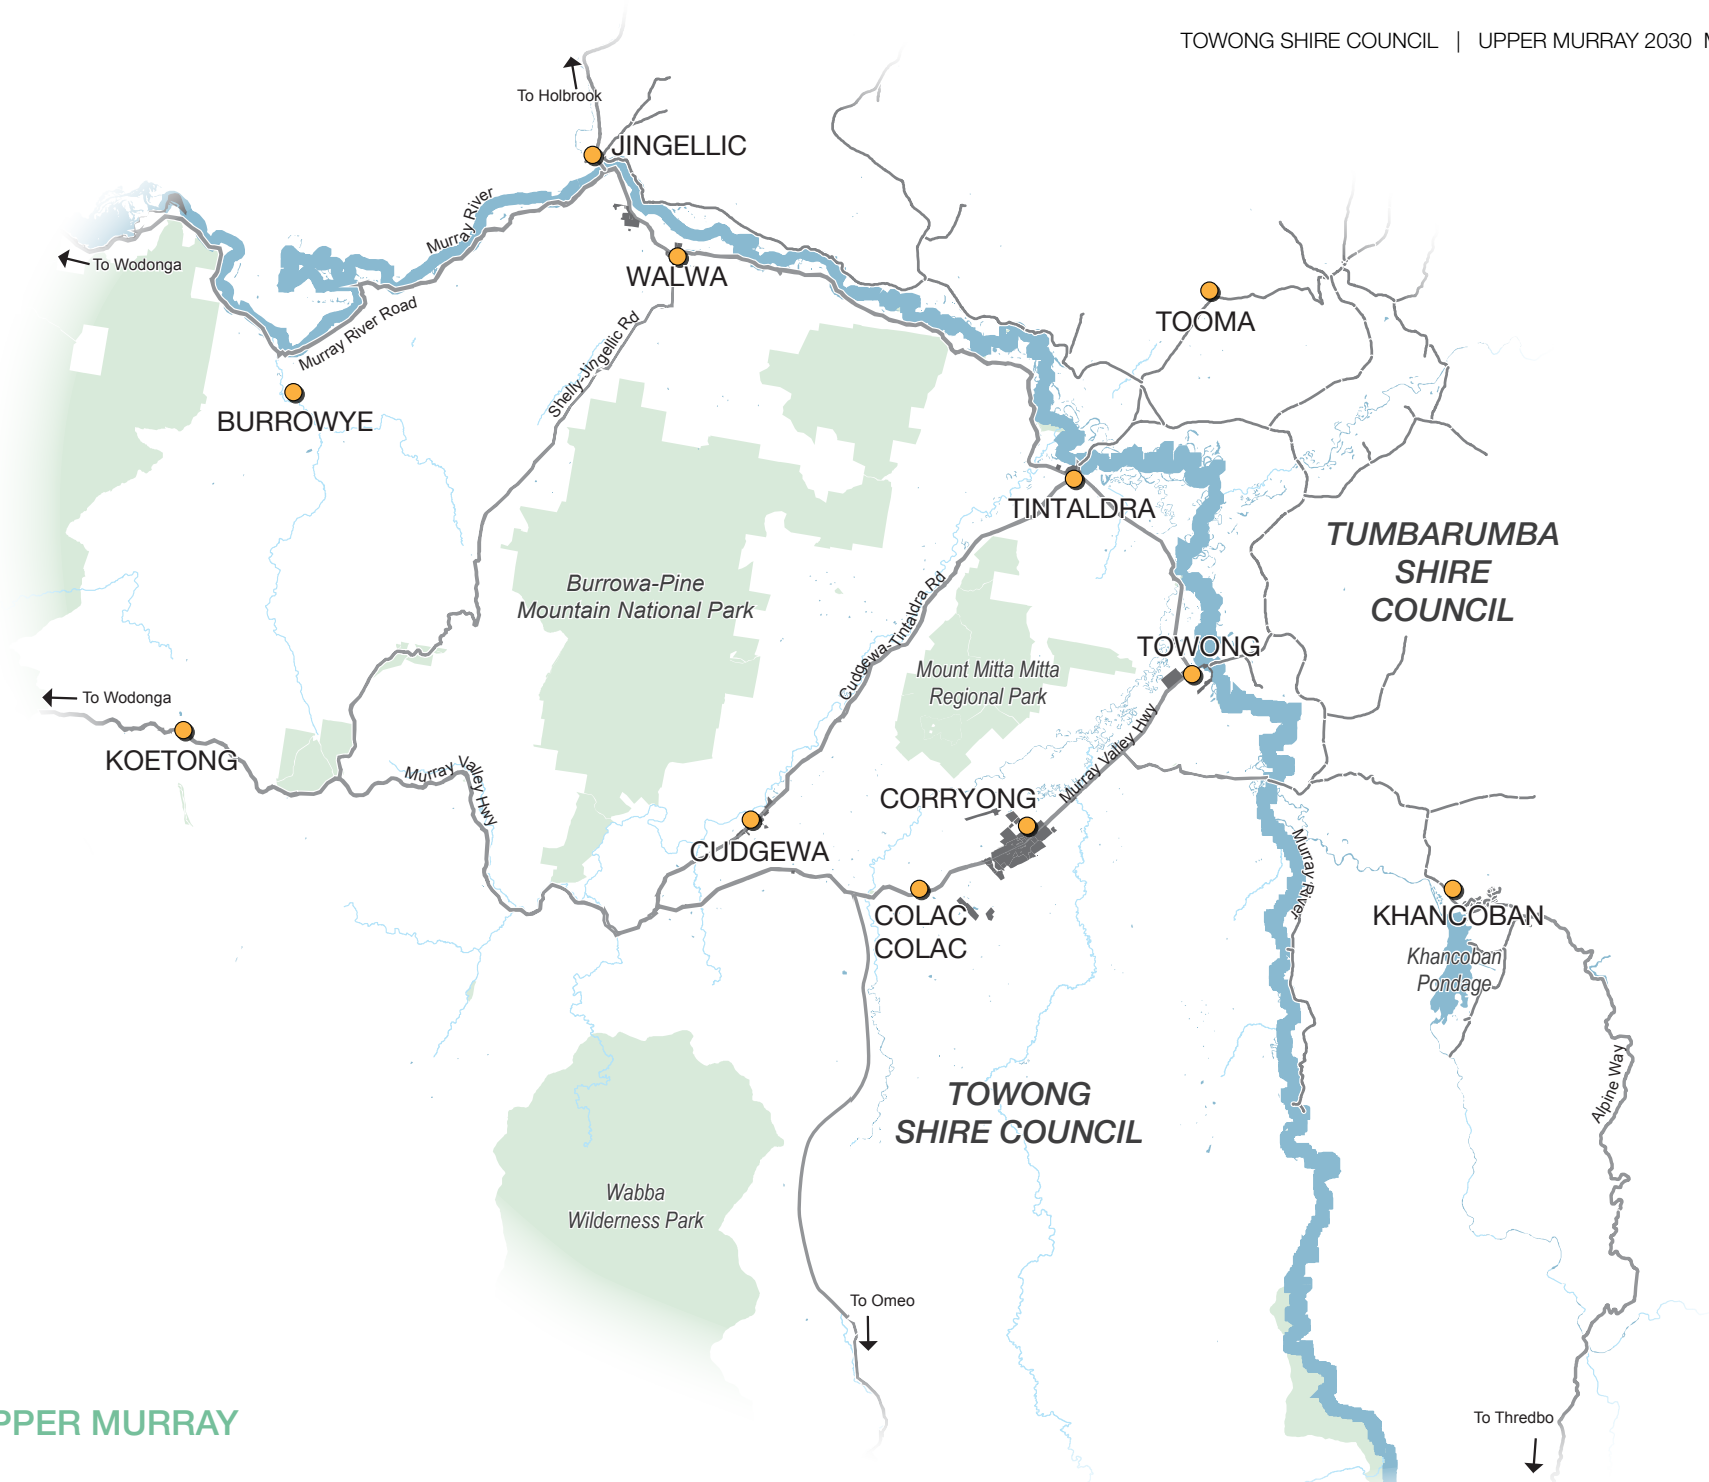 TOWONG SHIRE COUNCIL | UPPER MURRAY 2030
To Holbrook
JINGELLIC
Murray River
To Wodonga
WALWA
Murray River Road
TOOMA
Shelly-Jingellic Rd
BURROWYE
TINTALDRA
TUMBARUMBA
SHIRE
COUNCIL
Burrowa-Pine
Mountain National Park
Cudgewa-Tintaldra Rd
TOWONG
Mount Mitta Mitta
Regional Park
To Wodonga
KOETONG
Murray Valley Hwy
Murray Valley Hwy
CORRYONG
CUDGEWA
Murray River
COLAC
COLAC
KHANCOBAN
Khancoban
Pondage
Alpine Way
TOWONG
SHIRE COUNCIL
Wabba
Wilderness Park
To Omeo
To Thredbo
PPER MURRAY